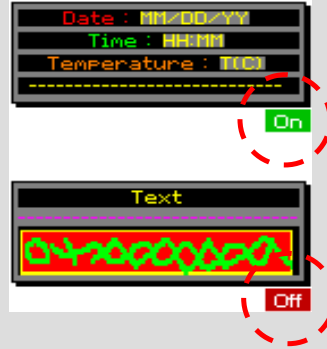 Date : MM/DD/YY
Time : HH:MM
Temperature : T(C)
On
Text
Off